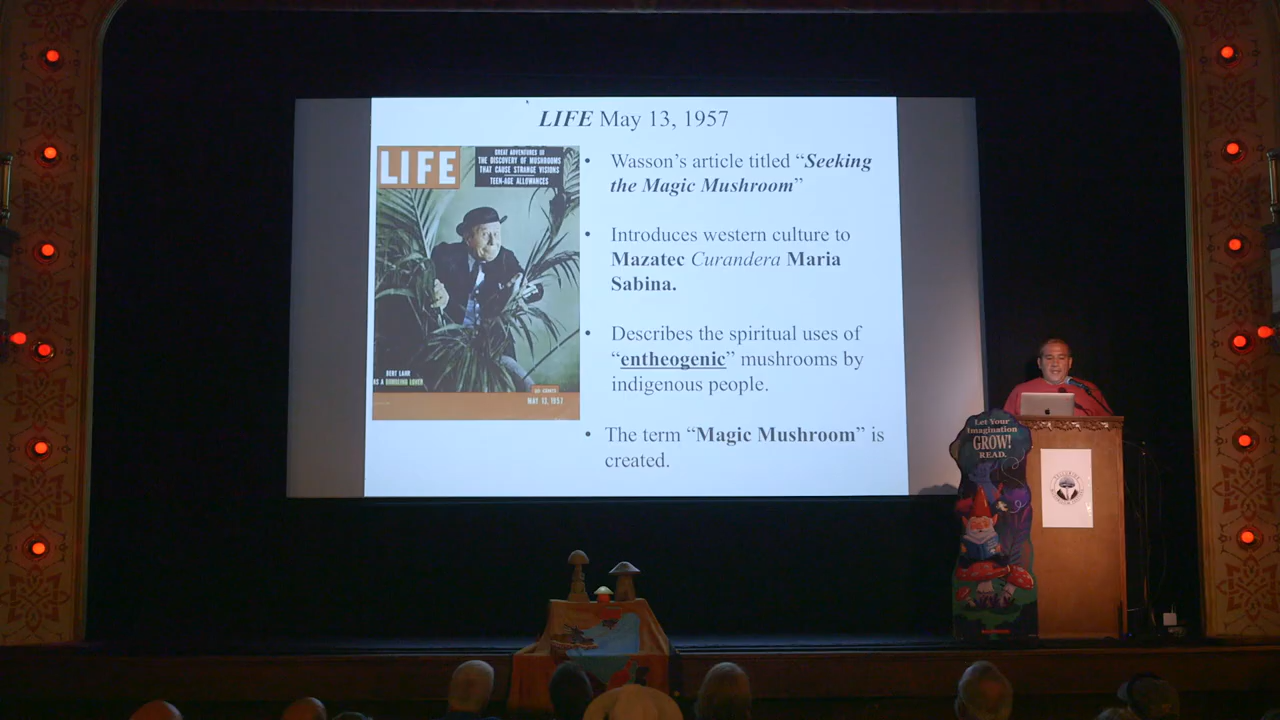 LIFE May 13, 1957
LIFE
GREAT ADVENTURES III
THE DISCOVERY OF MUSHROOMS
THAT CAUSE STRANGE VISIONS
TEEN-AGE ALLOWANCES
BERT LAHR
AS A BUMBLING LOVER
20 CENTS
MAY 13, 1957
• Wasson’s article titled “Seeking
the Magic Mushroom”
• Introduces western culture to
Mazatec Curandera Maria
Sabina.
• Describes the spiritual uses of
“entheogenic” mushrooms by
indigenous people.
• The term “Magic Mushroom” is
created.
Let Your
Imagination
GROW!
READ.